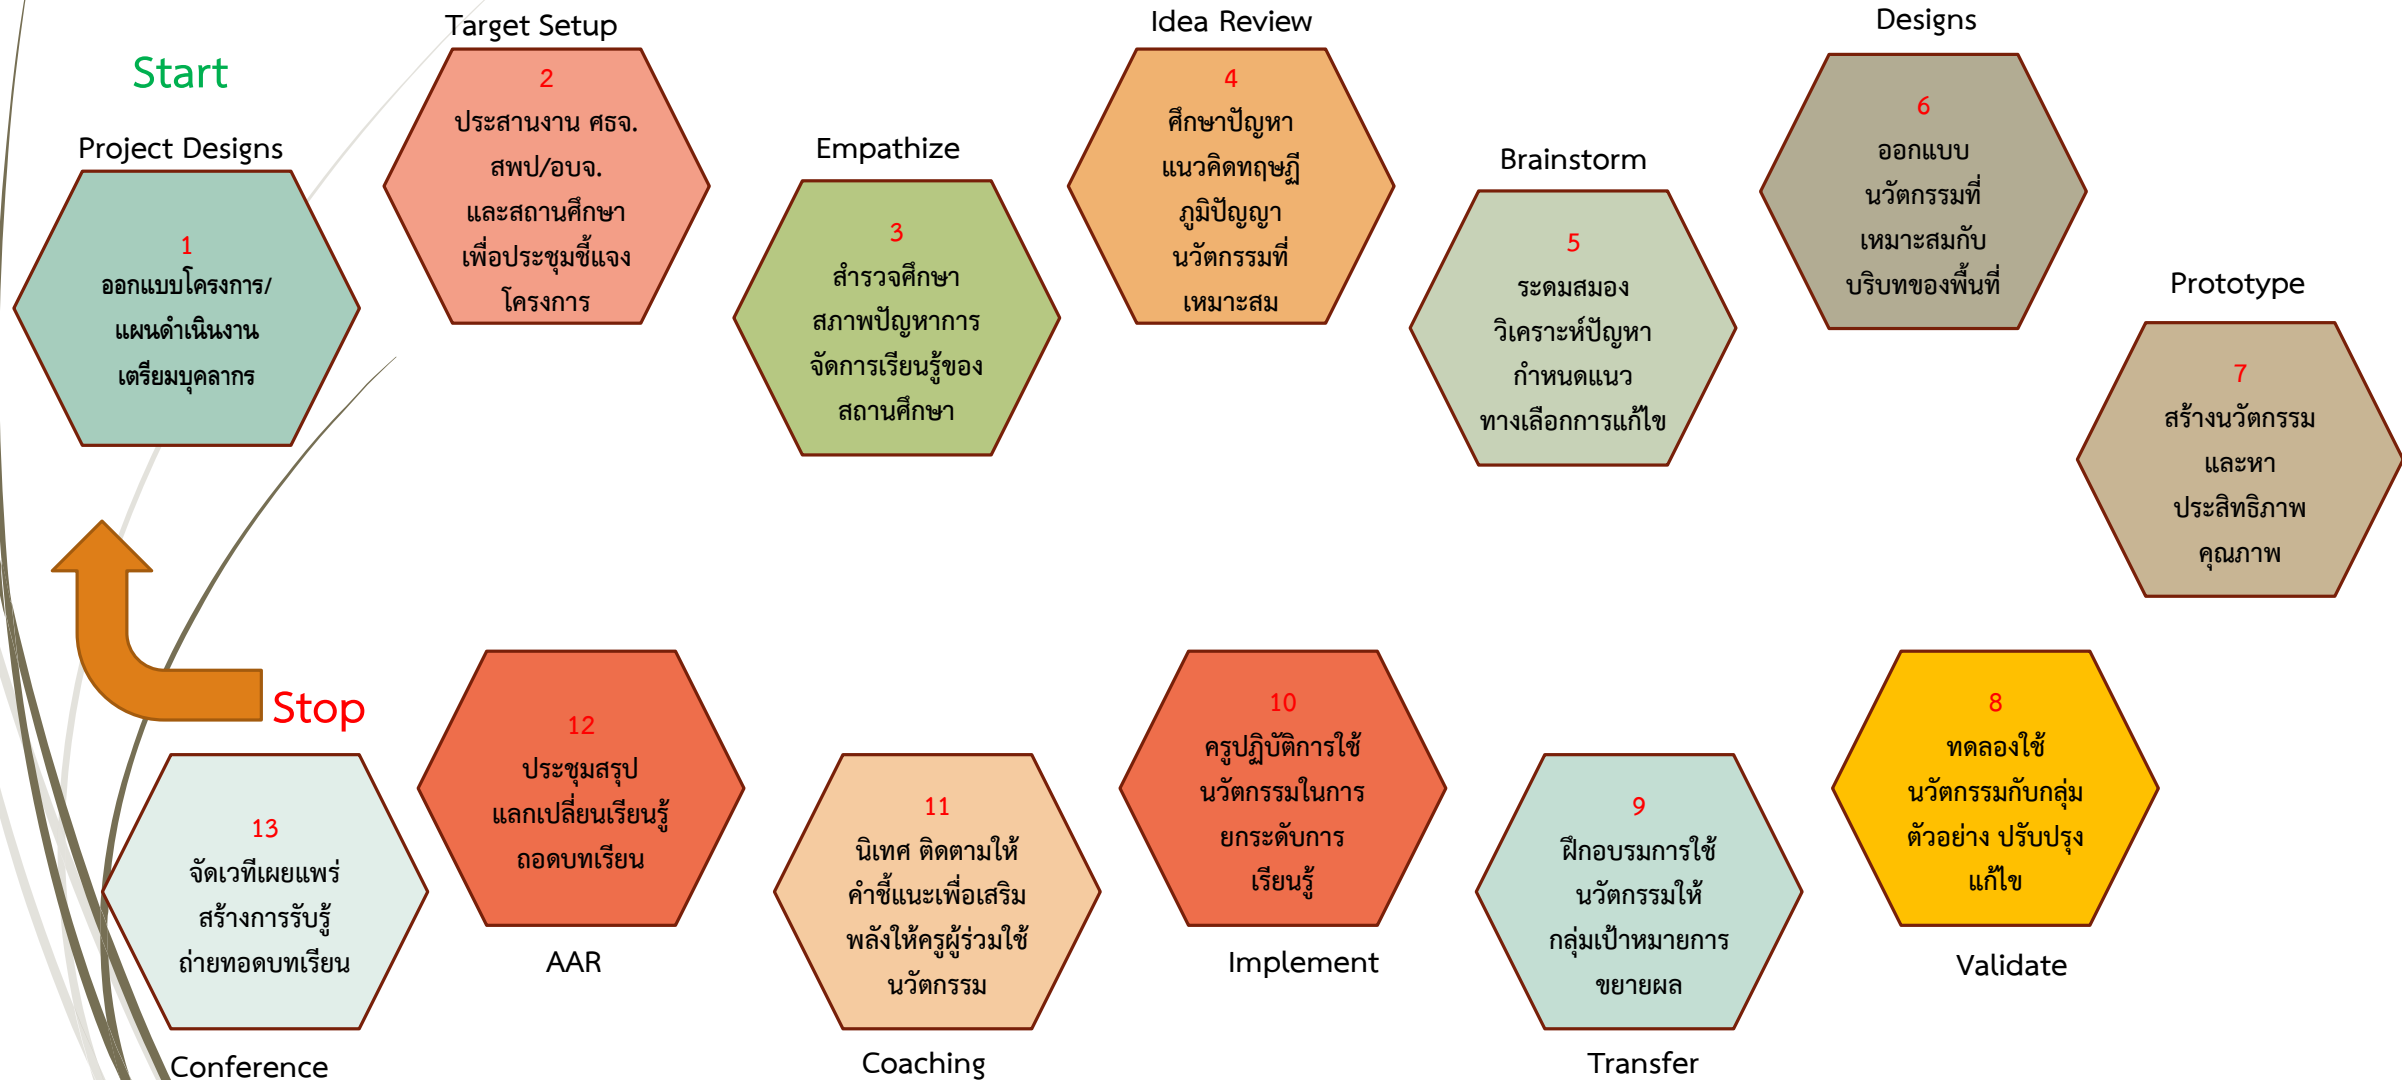 Start
Project Designs
1
ออกแบบโครงการ/
แผนดำเนินงาน
เตรียมบุคลากร
Target Setup
2
ประสานงาน ศธจ.
สพป/อบจ.
และสถานศึกษา
เพื่อประชุมชี้แจง
โครงการ
Empathize
3
สำรวจศึกษา
สภาพปัญหาการ
จัดการเรียนรู้ของ
สถานศึกษา
Idea Review
4
ศึกษาปัญหา
แนวคิดทฤษฏี
ภูมิปัญญา
นวัตกรรมที่
เหมาะสม
Brainstorm
5
ระดมสมอง
วิเคราะห์ปัญหา
กำหนดแนว
ทางเลือกการแก้ไข
Designs
6
ออกแบบ
นวัตกรรมที่
เหมาะสมกับ
บริบทของพื้นที่
Prototype
7
สร้างนวัตกรรม
และหา
ประสิทธิภาพ
คุณภาพ
8
ทดลองใช้
นวัตกรรมกับกลุ่ม
ตัวอย่าง ปรับปรุง
แก้ไข
Validate
9
ฝึกอบรมการใช้
นวัตกรรมให้
กลุ่มเป้าหมายการ
ขยายผล
Transfer
10
ครูปฏิบัติการใช้
นวัตกรรมในการ
ยกระดับการ
เรียนรู้
Implement
11
นิเทศ ติดตามให้
คำชี้แนะเพื่อเสริม
พลังให้ครูผู้ร่วมใช้
นวัตกรรม
Coaching
12
ประชุมสรุป
แลกเปลี่ยนเรียนรู้
ถอดบทเรียน
AAR
Stop
13
จัดเวทีเผยแพร่
สร้างการรับรู้
ถ่ายทอดบทเรียน
Conference